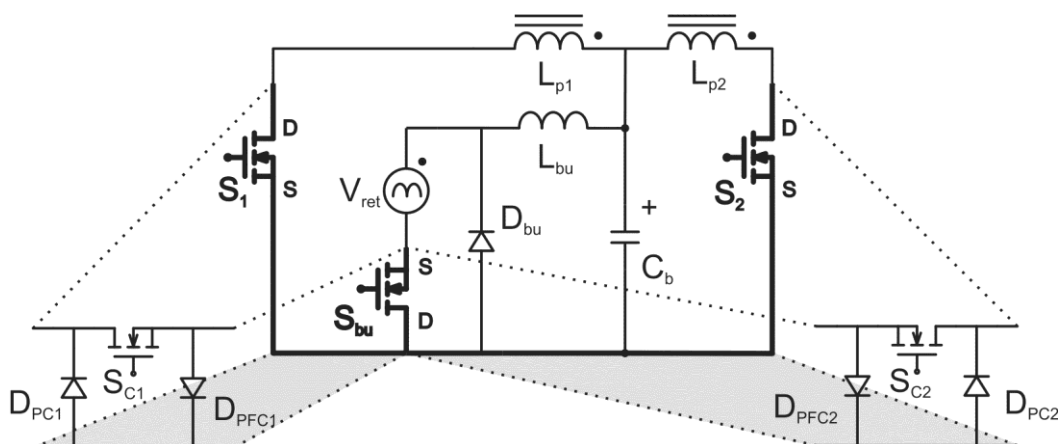 L_p1
L_p2
D
S
S_1
L_bu
V_ret
D
S
S_2
D_bu
+
C_b
S
D
S_bu
S_C1
D_PC1
D_PFC1
S_C2
D_PFC2
D_PC2